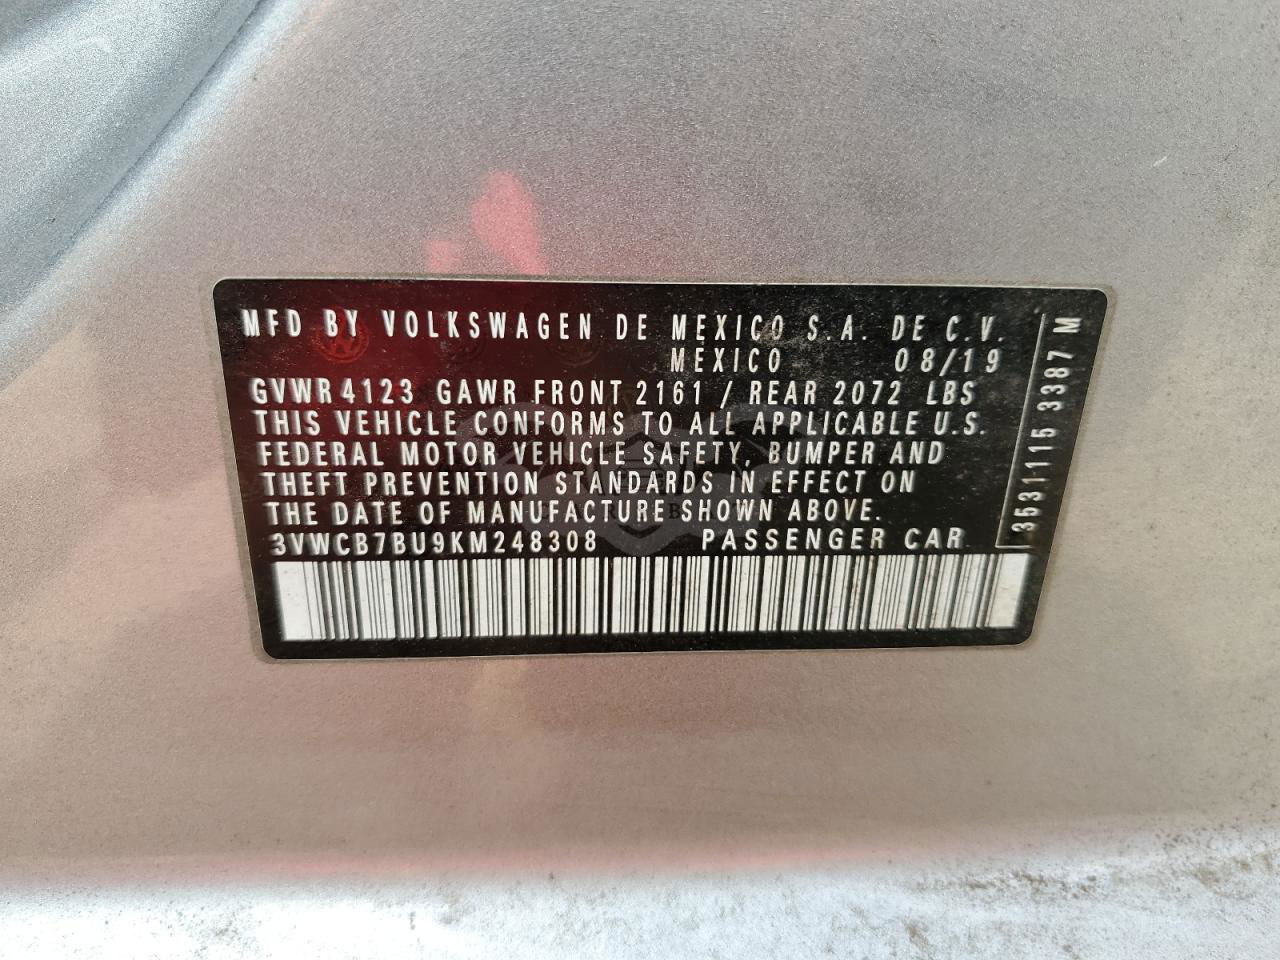 MFD BY VOLKSWAGEN DE MEXICO S.A. DE C.V.
MEXICO 08/19
GVWR 4123 GAWR FRONT 2161 / REAR 2072 LBS
THIS VEHICLE CONFORMS TO ALL APPLICABLE U.S.
FEDERAL MOTOR VEHICLE SAFETY, BUMPER AND
THEFT PREVENTION STANDARDS IN EFFECT ON
THE DATE OF MANUFACTURE SHOWN ABOVE.
3VWCB7BU9KM248308 PASSENGER CAR
3531115 3387 M